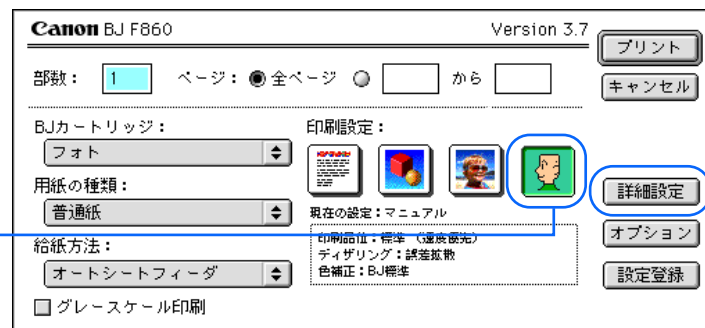 Canon BJ F860
Version 3.7
プリント
部数： 1 ページ： 全ページ から
キャンセル
BJカートリッジ：
フォト
印刷設定：
用紙の種類：
普通紙
詳細設定
現在の設定：マニュアル
印刷品位：標準 （速度優先）
ディザリング：誤差拡散
色補正：BJ標準
オプション
給紙方法：
オートシートフィーダ
設定登録
グレースケール印刷